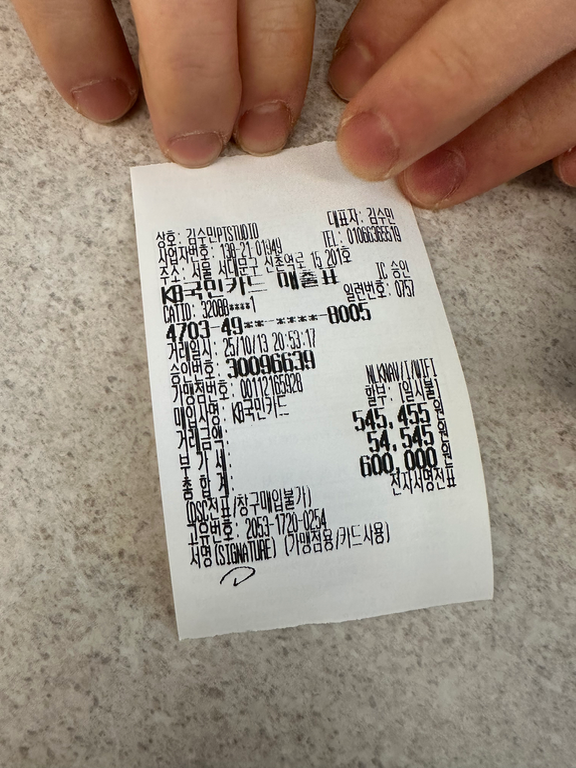 상호: 김수민PTSTUDIO 대표자: 김수민
사업자번호: 138-21-01949 TEL: 01066365519
주소: 서울 서대문구 신촌역로 15 201호
KB국민카드 매출표 IC 승인
CATID: 32088****1 일련번호: 0757
4703-49**-****-8005
거래일시: 25/10/13 20:53:17
승인번호: 30096639
가맹점번호: 00112165928 NLKNAV/I/WIFI
매입사명: KB국민카드 할부: [일시불]
거래금액: 545,455 원
부 가 세: 54,545 원
총 합 계: 600,000 원
(DSC전표/창구매입불가) 전자서명전표
고유번호: 2053-1720-0254
서명(SIGNATURE) (가맹점용/카드사용)